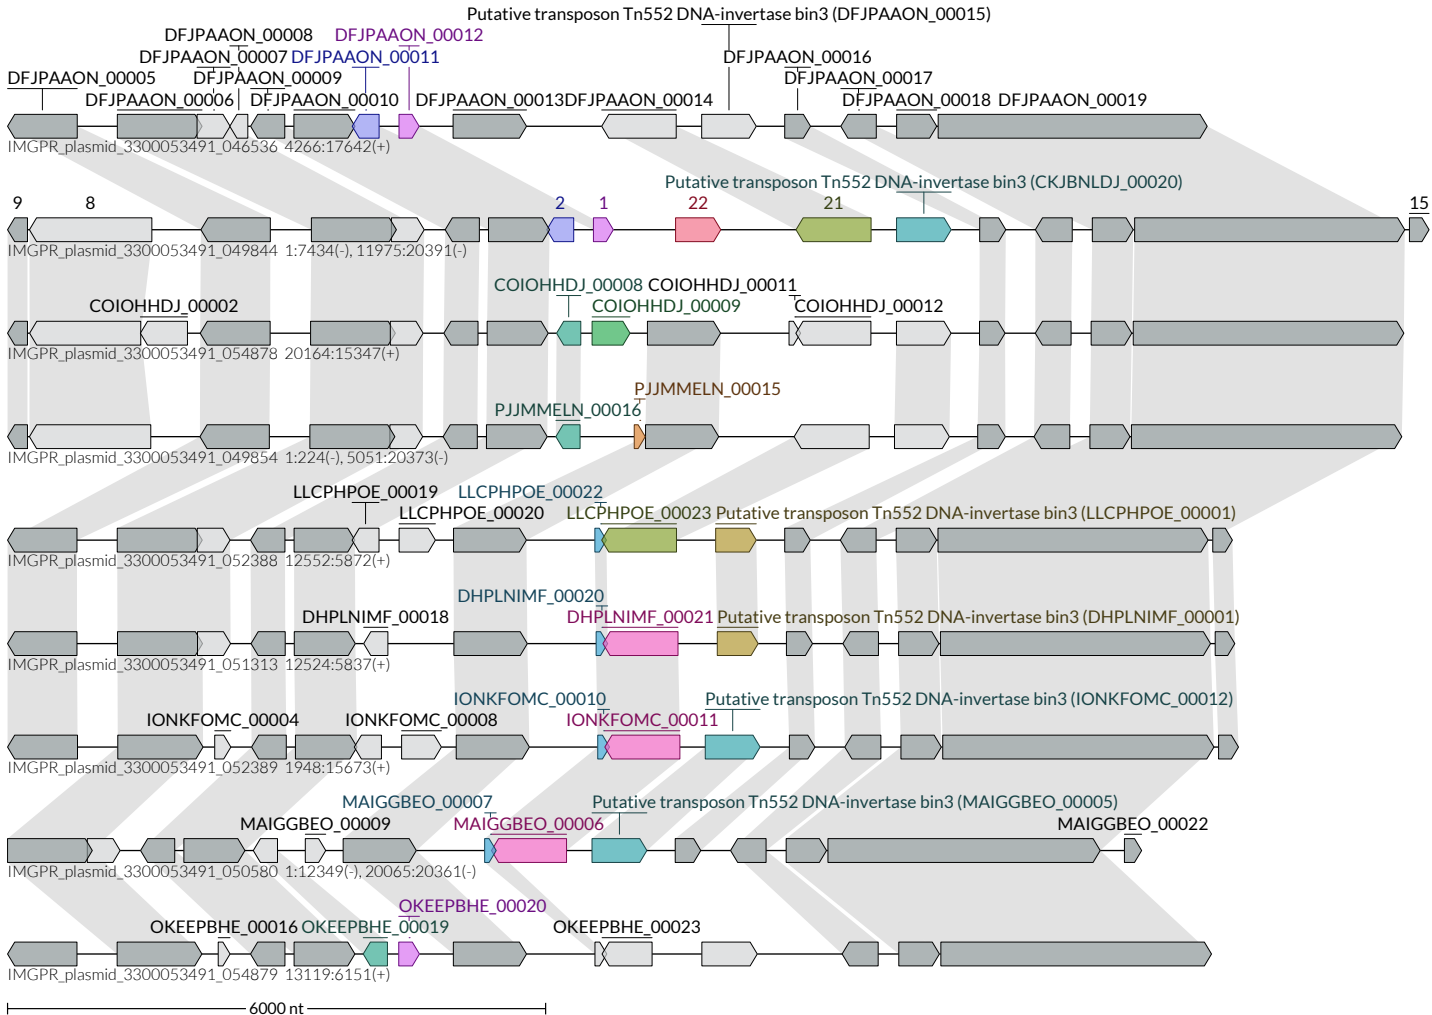 Putative transposon Tn552 DNA-invertase bin3 (DFJPAAON_00015)
DFJPAAON_00008 DFJPAAON_00012
DFJPAAON_00007 DFJPAAON_00011 DFJPAAON_00016
DFJPAAON_00005 DFJPAAON_00009 DFJPAAON_00017
DFJPAAON_00006 DFJPAAON_00010 DFJPAAON_00013 DFJPAAON_00014 DFJPAAON_00018 DFJPAAON_00019
IMGPR_plasmid_3300053491_046536 4266:17642(+)
Putative transposon Tn552 DNA-invertase bin3 (CKJBNLDJ_00020)
9 8 2 1 22 21 15
IMGPR_plasmid_3300053491_049844 1:7434(-), 11975:20391(-)
COIOHHDJ_00008 COIOHHDJ_00011
COIOHHDJ_00002 COIOHHDJ_00009 COIOHHDJ_00012
IMGPR_plasmid_3300053491_054878 20164:15347(+)
PJJMMELN_00015
PJJMMELN_00016
IMGPR_plasmid_3300053491_049854 1:224(-), 5051:20373(-)
LLCPHPOE_00019 LLCPHPOE_00022
LLCPHPOE_00020 LLCPHPOE_00023 Putative transposon Tn552 DNA-invertase bin3 (LLCPHPOE_00001)
IMGPR_plasmid_3300053491_052388 12552:5872(+)
DHPLNIMF_00020
DHPLNIMF_00018 DHPLNIMF_00021 Putative transposon Tn552 DNA-invertase bin3 (DHPLNIMF_00001)
IMGPR_plasmid_3300053491_051313 12524:5837(+)
IONKFOMC_00010 Putative transposon Tn552 DNA-invertase bin3 (IONKFOMC_00012)
IONKFOMC_00004 IONKFOMC_00008 IONKFOMC_00011
IMGPR_plasmid_3300053491_052389 1948:15673(+)
MAIGGBEO_00007 Putative transposon Tn552 DNA-invertase bin3 (MAIGGBEO_00005)
MAIGGBEO_00009 MAIGGBEO_00006 MAIGGBEO_00022
IMGPR_plasmid_3300053491_050580 1:12349(-), 20065:20361(-)
OKEEPBHE_00020
OKEEPBHE_00016 OKEEPBHE_00019 OKEEPBHE_00023
IMGPR_plasmid_3300053491_054879 13119:6151(+)
6000 nt